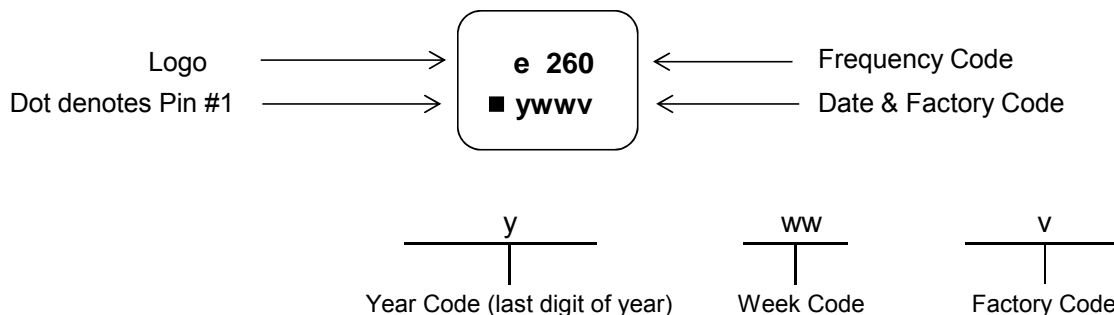 Logo
e 260
Frequency Code
Dot denotes Pin #1
■ ywwv
Date & Factory Code
y
ww
v
Year Code (last digit of year)
Week Code
Factory Code